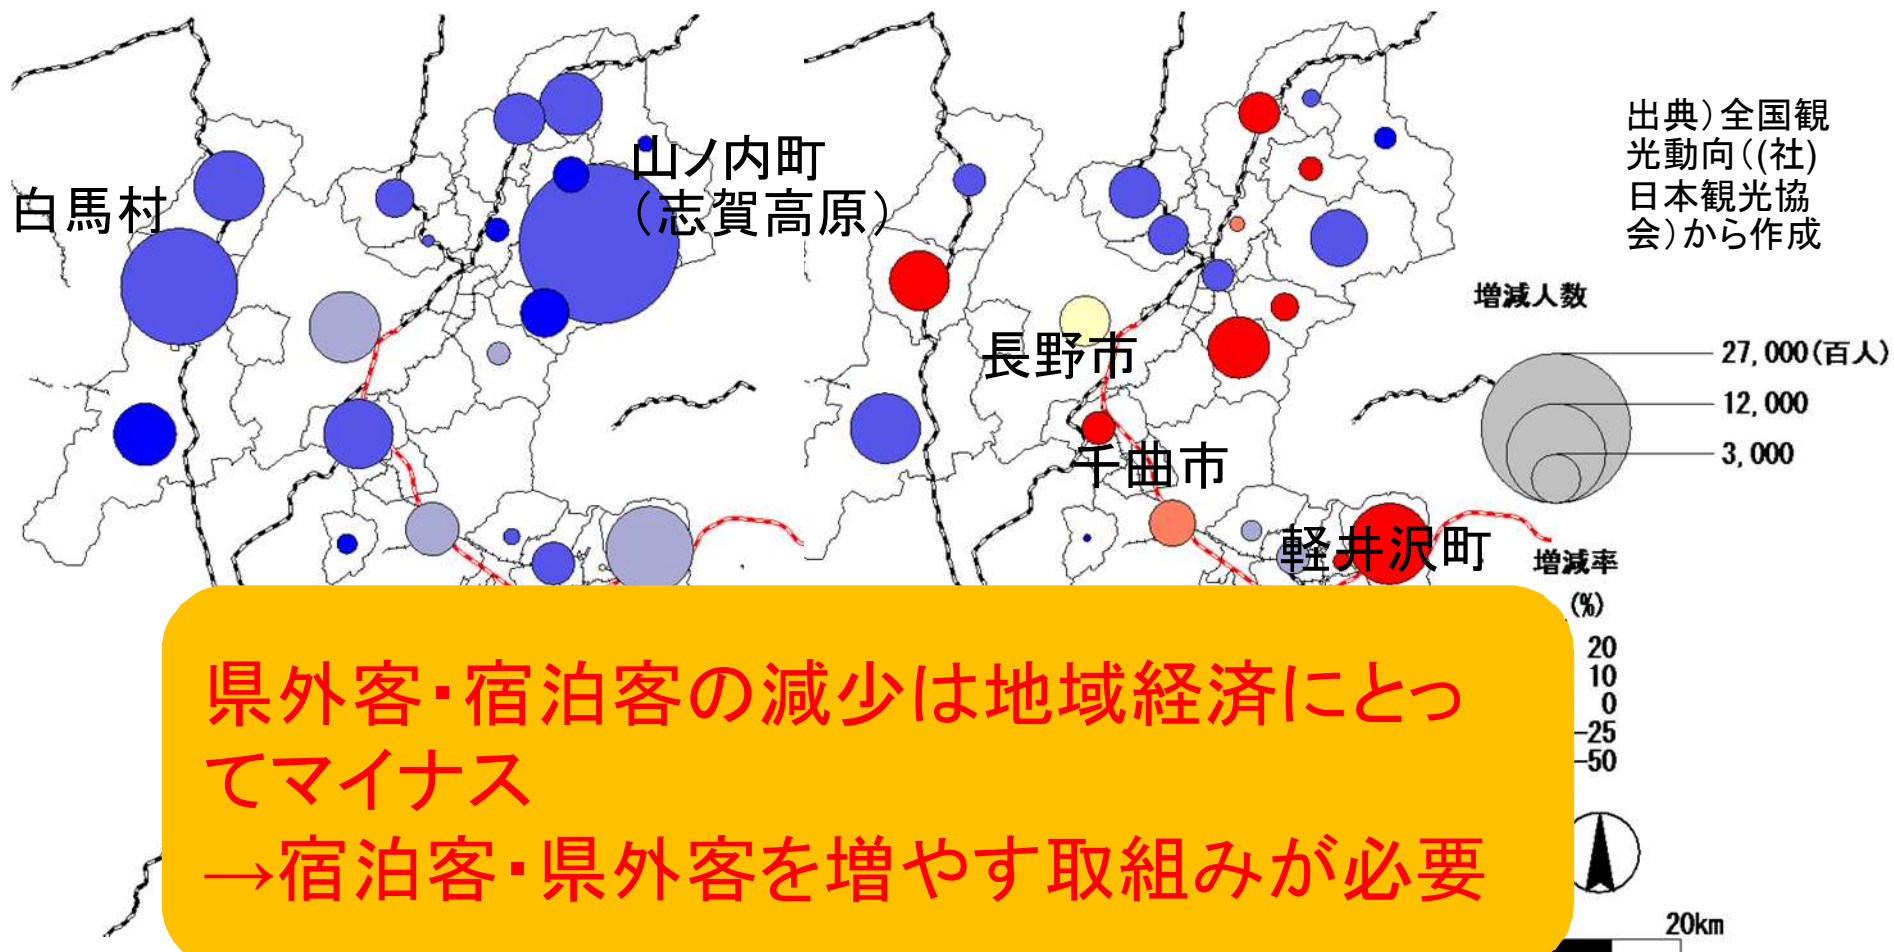 白馬村
山ノ内町
（志賀高原）
長野市
千曲市
軽井沢町
出典）全国観
光動向（(社)
日本観光協
会）から作成
増減人数
27,000(百人)
12,000
3,000
増減率
(%)
20
10
0
-25
-50
県外客・宿泊客の減少は地域経済にとっ
てマイナス
→宿泊客・県外客を増やす取組みが必要
20km